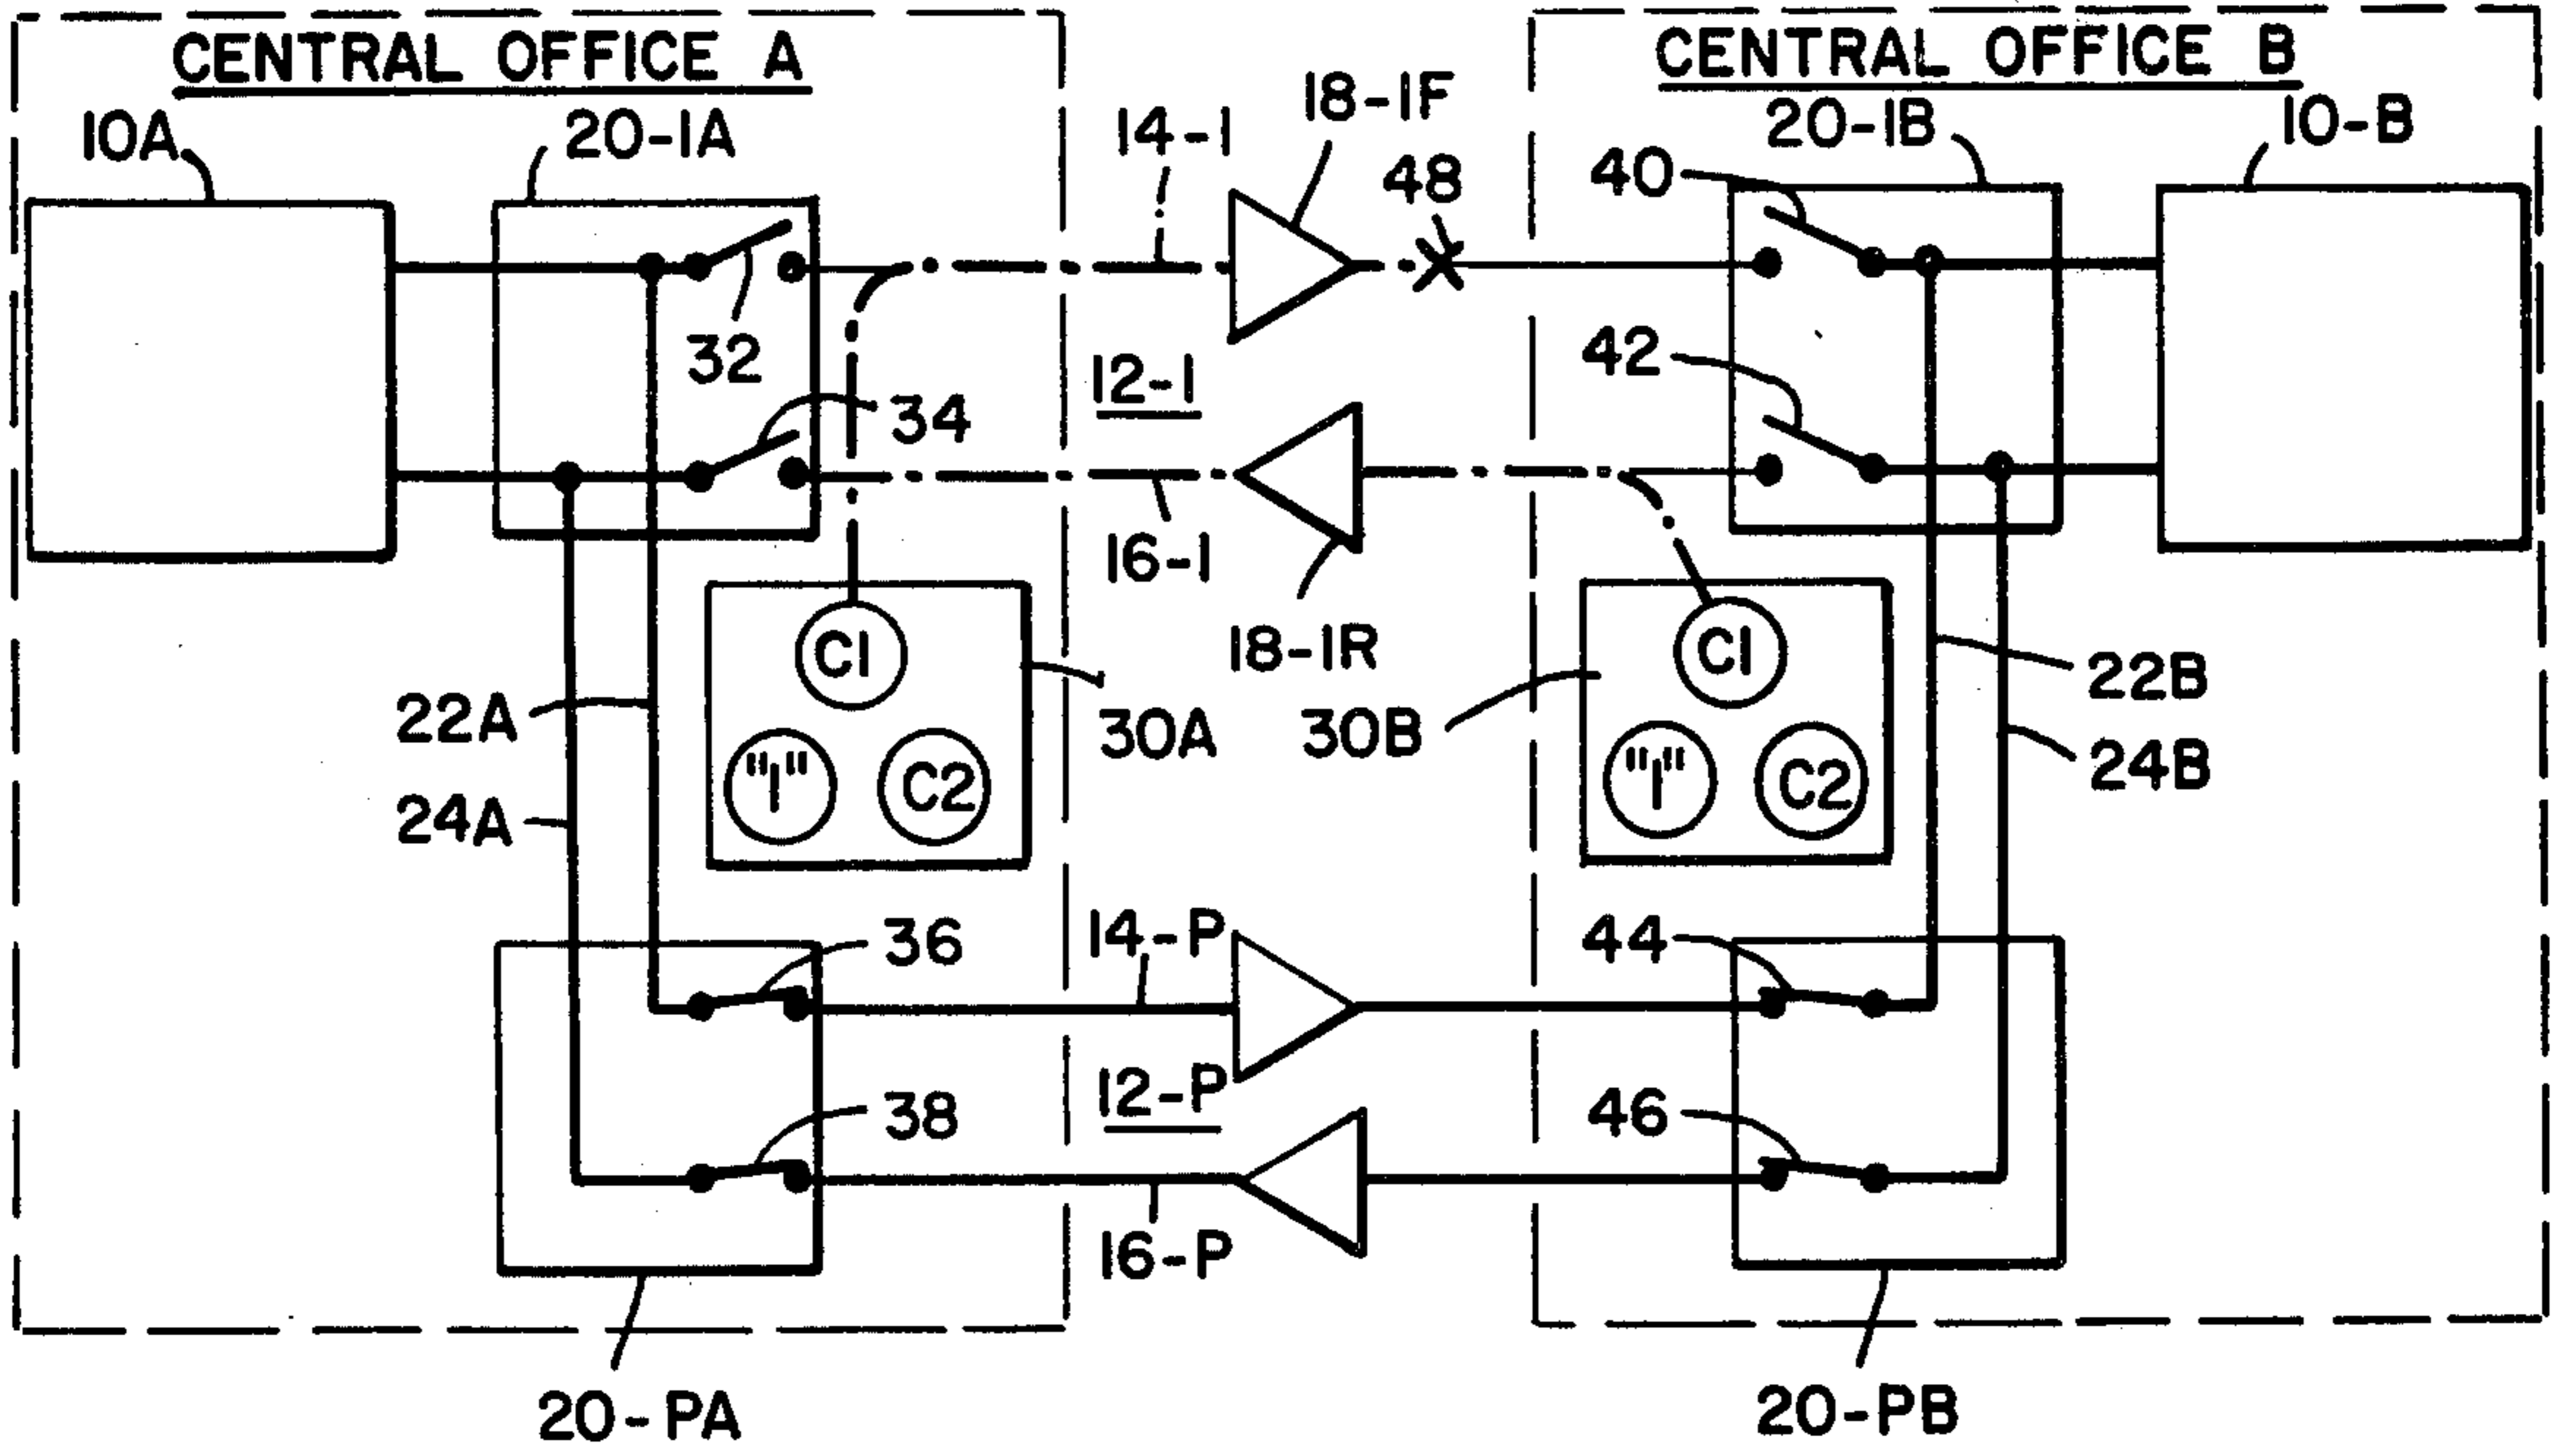 CENTRAL OFFICE A
CENTRAL OFFICE B
10A
20-1A
14-1
18-1F
48
40
20-1B
10-B
32
34
12-1
42
16-1
18-1R
C1
"1"
C2
30A
30B
C1
"1"
C2
22A
24A
22B
24B
36
14-P
44
38
12-P
46
16-P
20-PA
20-PB